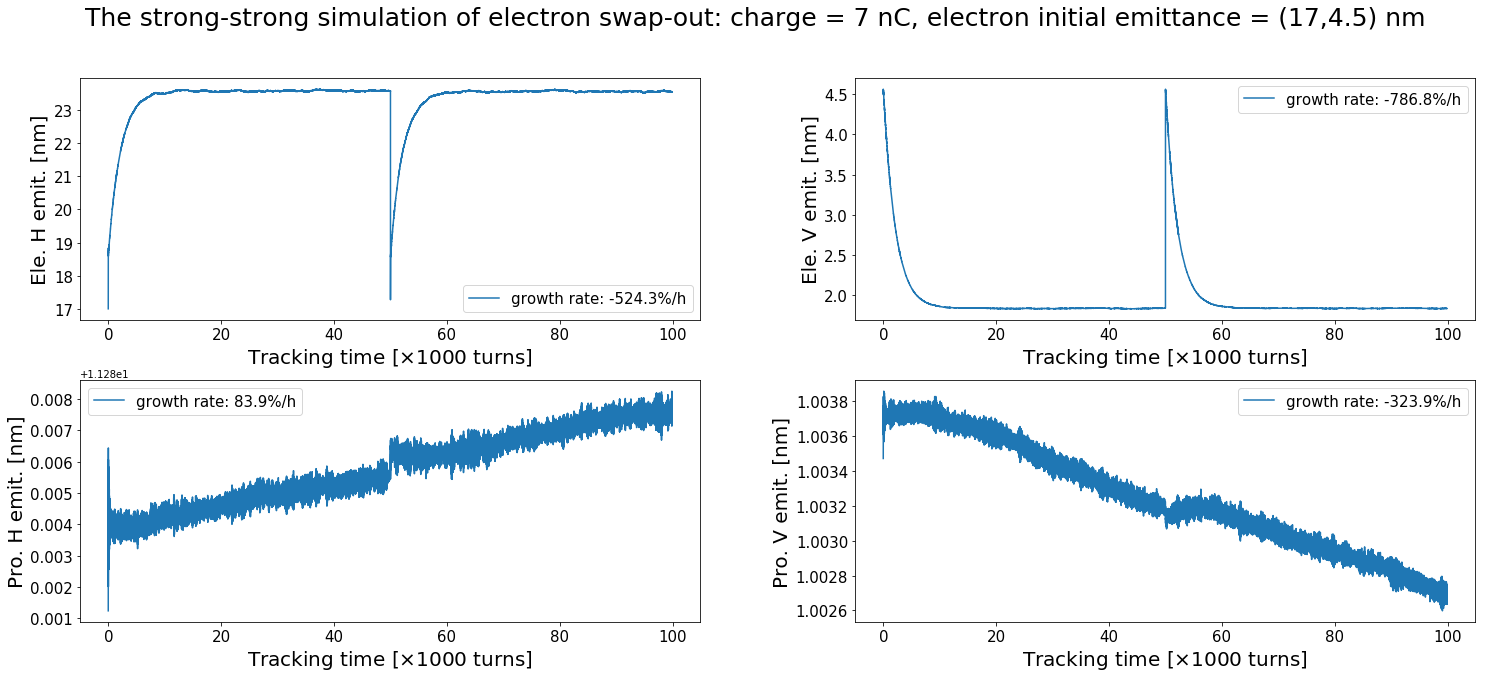 The strong-strong simulation of electron swap-out: charge = 7 nC, electron initial emittance = (17,4.5) nm
23
22
21
20
19
18
17
Ele. H emit. [nm]
growth rate: -524.3%/h
0 20 40 60 80 100
Tracking time [×1000 turns]
4.5
4.0
3.5
3.0
2.5
2.0
Ele. V emit. [nm]
growth rate: -786.8%/h
0 20 40 60 80 100
Tracking time [×1000 turns]
+1.128e1
0.008
0.007
0.006
0.005
0.004
0.003
0.002
0.001
Pro. H emit. [nm]
growth rate: 83.9%/h
0 20 40 60 80 100
Tracking time [×1000 turns]
1.0038
1.0036
1.0034
1.0032
1.0030
1.0028
1.0026
Pro. V emit. [nm]
growth rate: -323.9%/h
0 20 40 60 80 100
Tracking time [×1000 turns]